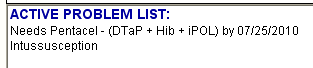 ACTIVE PROBLEM LIST:
Needs Pentacel - (DTaP + Hib + iPOL) by 07/25/2010
Intussusception